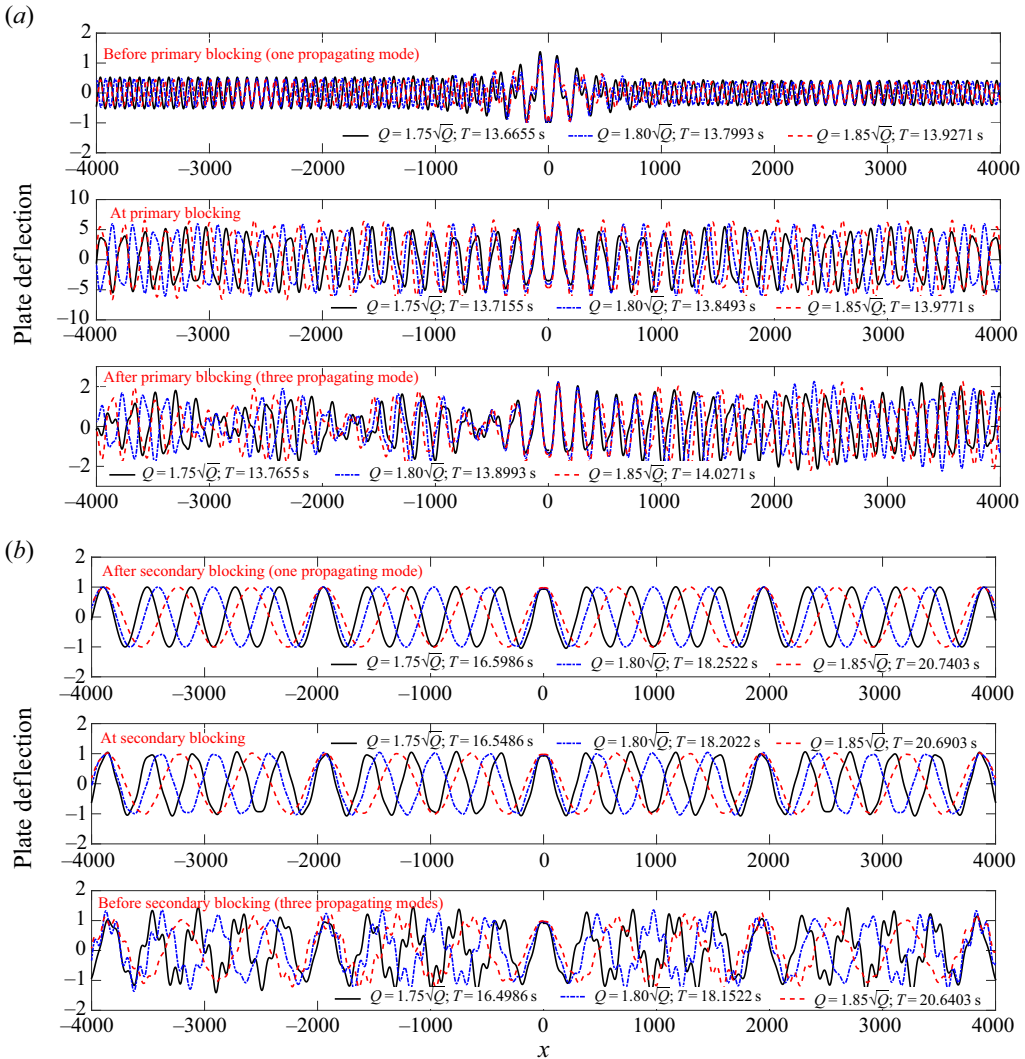 (a)
2
Before primary blocking (one propagating mode)
1
0
−1
Q = 1.75√Q; T = 13.6655 s Q = 1.80√Q; T = 13.7993 s Q = 1.85√Q; T = 13.9271 s
2
−4000 −3000 −2000 −1000 0 1000 2000 3000 4000
10
At primary blocking
5
0
−5
Q = 1.75√Q; T = 13.7155 s Q = 1.80√Q; T = 13.8493 s Q = 1.85√Q; T = 13.9771 s
−10
−4000 −3000 −2000 −1000 0 1000 2000 3000 4000
Plate deflection
After primary blocking (three propagating mode)
2
0
−2
Q = 1.75√Q; T = 13.7655 s Q = 1.80√Q; T = 13.8993 s Q = 1.85√Q; T = 14.0271 s
−4000 −3000 −2000 −1000 0 1000 2000 3000 4000
(b)
2
After secondary blocking (one propagating mode)
1
0
−1
Q = 1.75√Q; T = 16.5986 s Q = 1.80√Q; T = 18.2522 s Q = 1.85√Q; T = 20.7403 s
2
−4000 −3000 −2000 −1000 0 1000 2000 3000 4000
2
At secondary blocking Q = 1.75√Q; T = 16.5486 s Q = 1.80√Q; T = 18.2022 s Q = 1.85√Q; T = 20.6903 s
1
0
−1
2
−4000 −3000 −2000 −1000 0 1000 2000 3000 4000
Plate deflection
2
Before secondary blocking (three propagating modes)
1
0
−1
Q = 1.75√Q; T = 16.4986 s Q = 1.80√Q; T = 18.1522 s Q = 1.85√Q; T = 20.6403 s
2
−4000 −3000 −2000 −1000 0 1000 2000 3000 4000
x